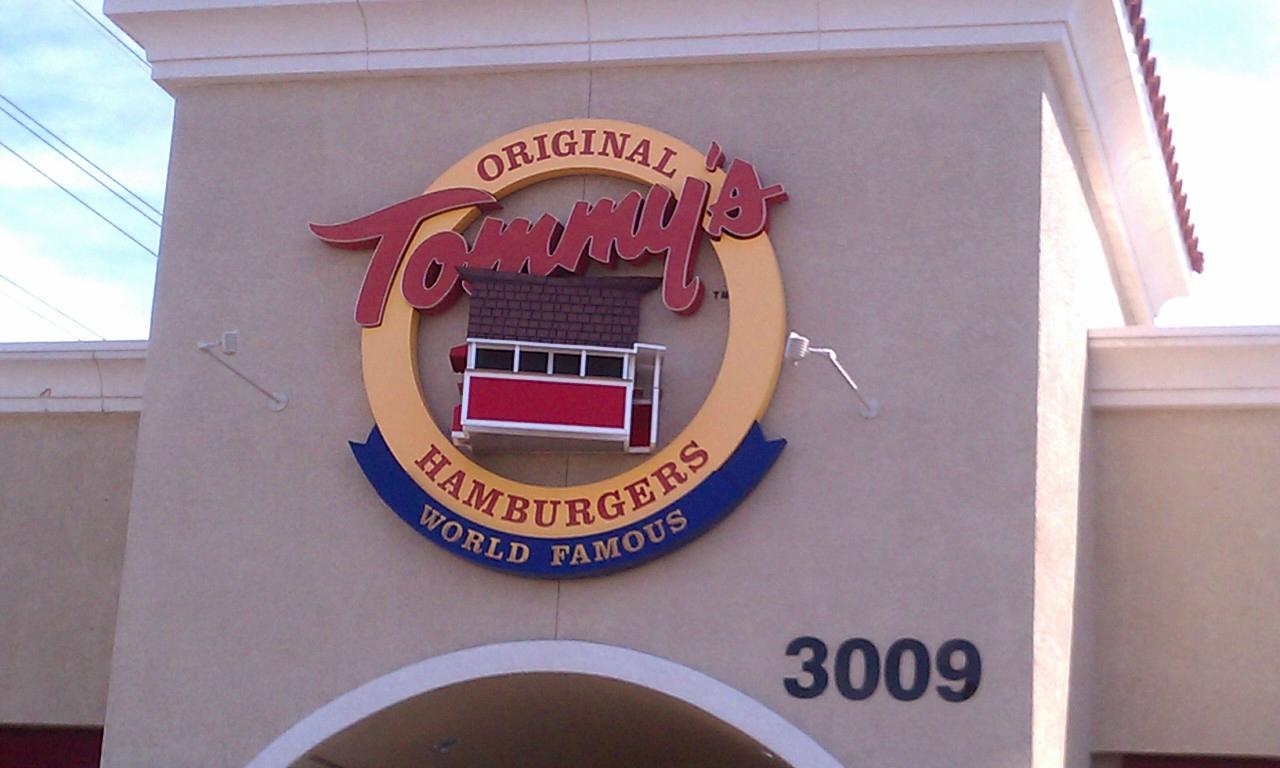 ORIGINAL
Tommy's
TM
HAMBURGERS
WORLD FAMOUS
3009